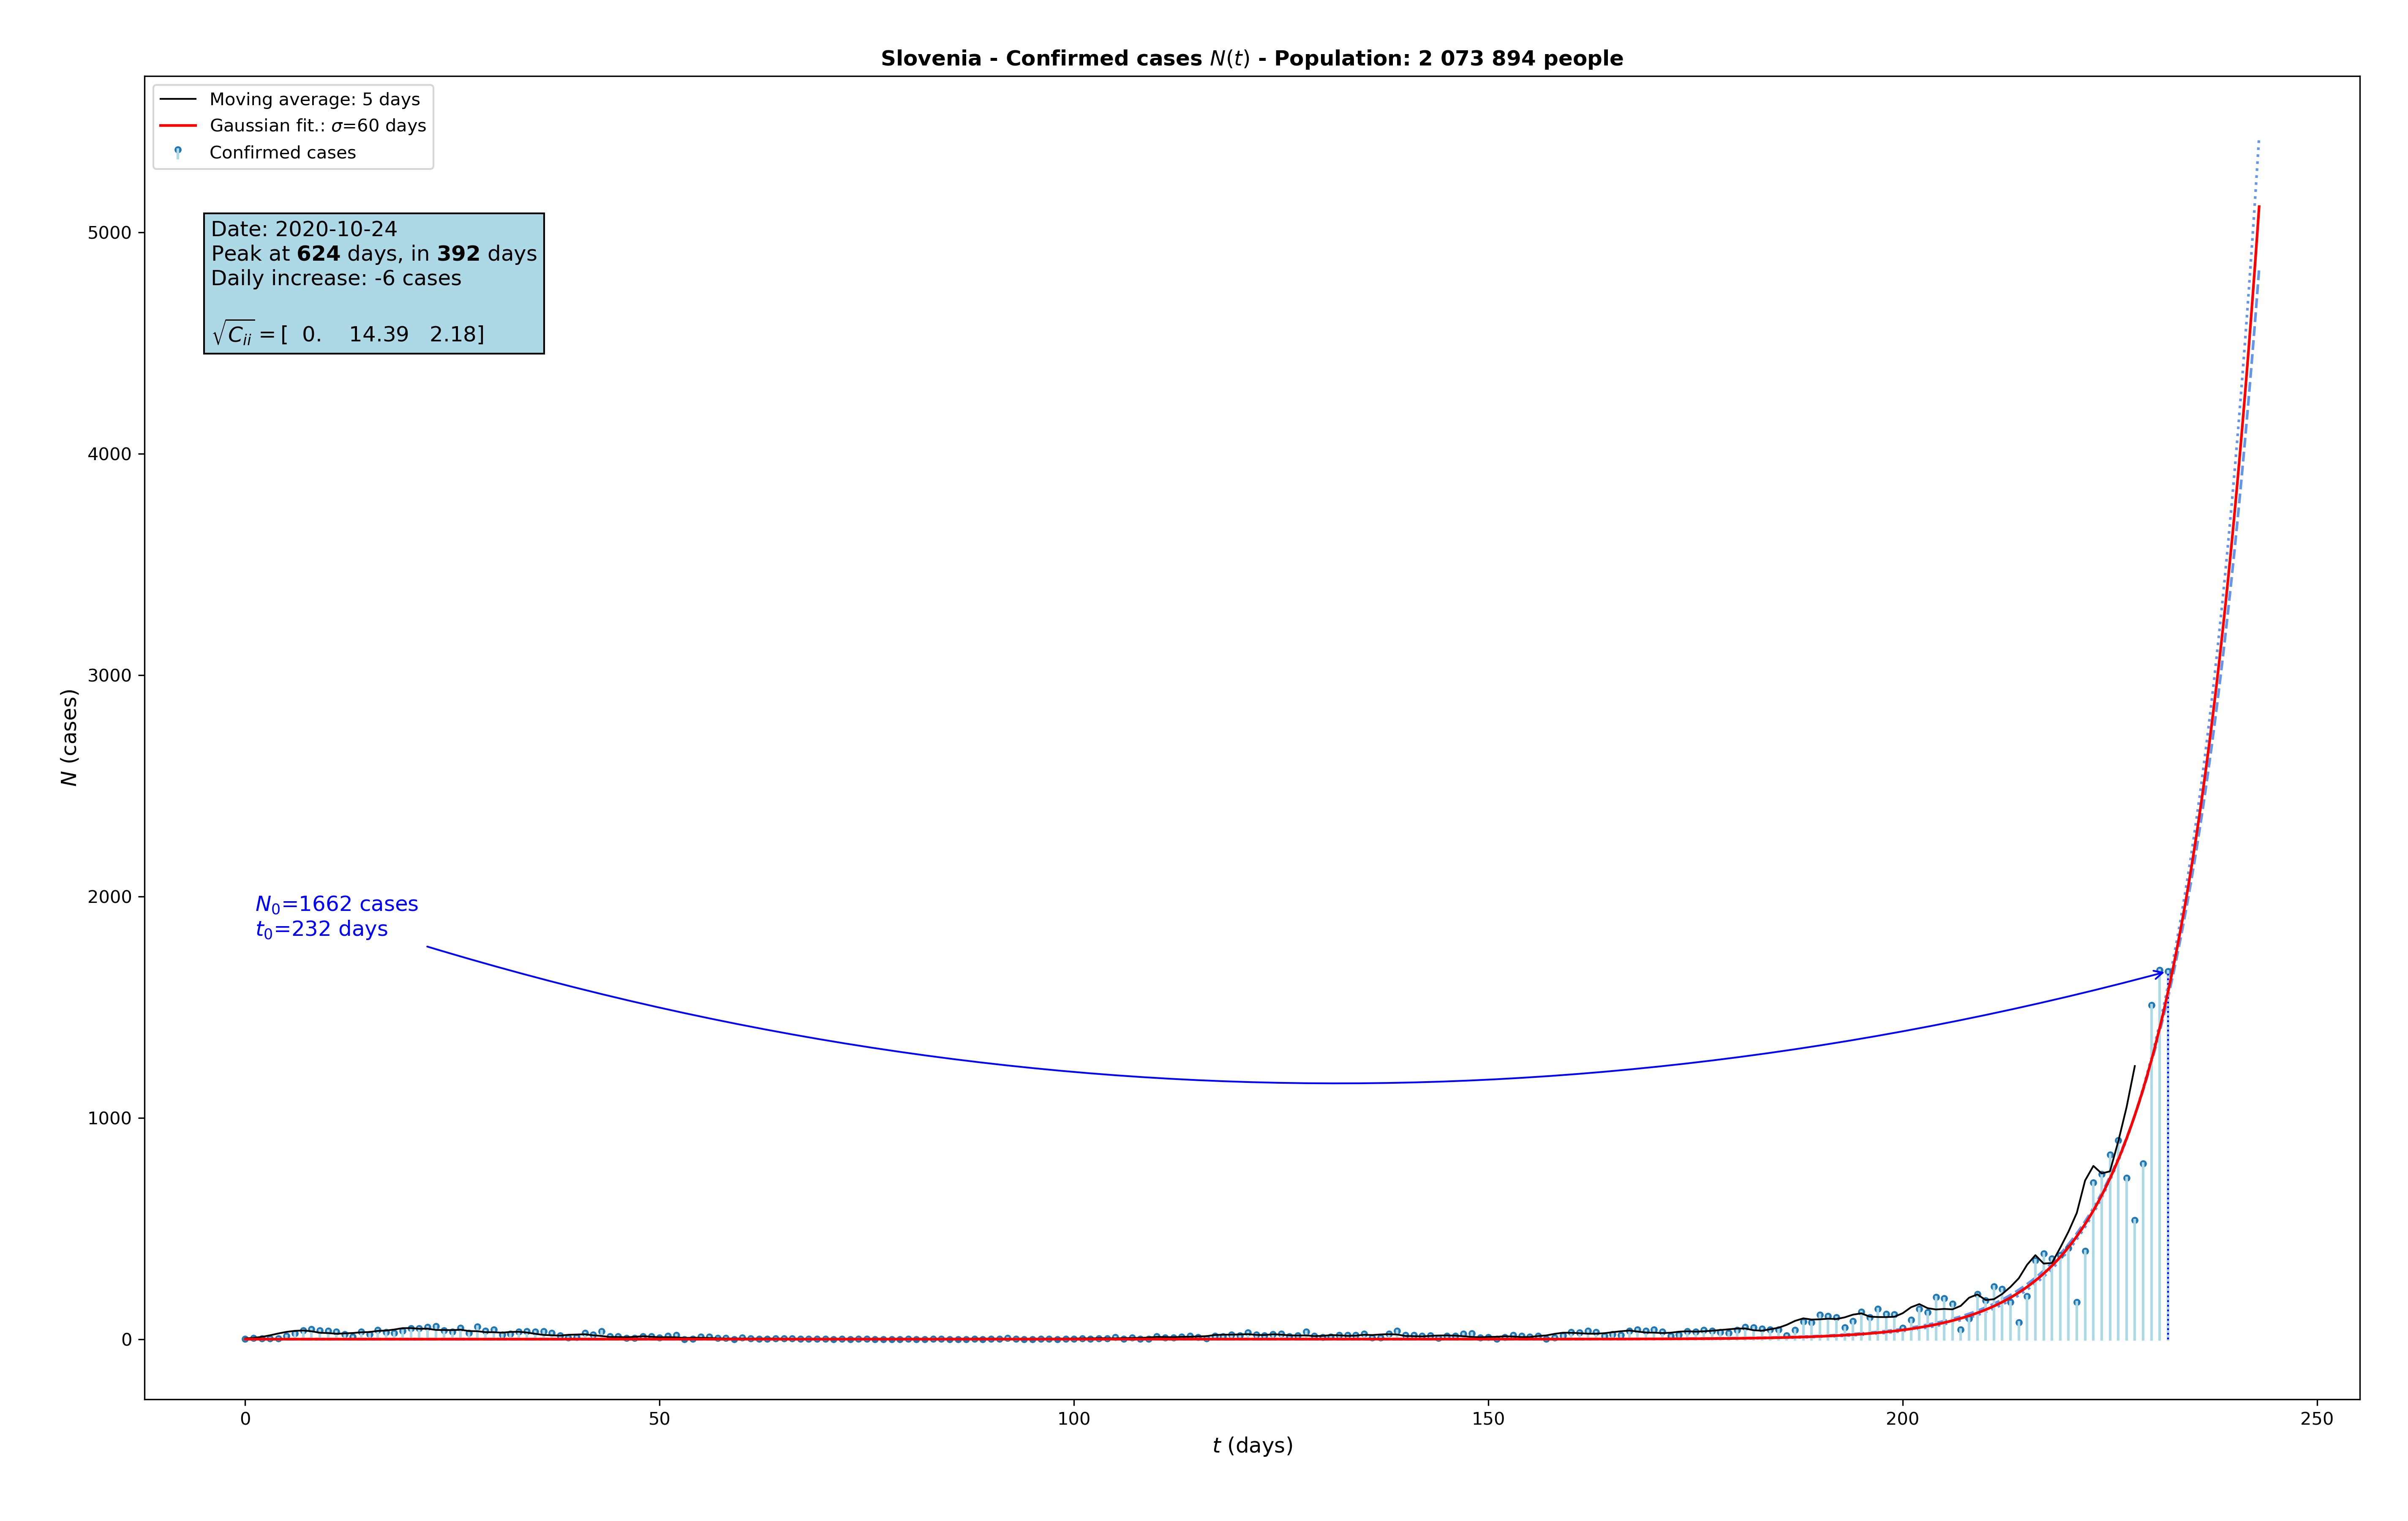 Slovenia - Confirmed cases N(t) - Population: 2 073 894 people
Moving average: 5 days
Gaussian fit.: σ=60 days
Confirmed cases
Date: 2020-10-24
Peak at 624 days, in 392 days
Daily increase: -6 cases
√Cᵢᵢ = [ 0. 14.39 2.18]
N₀=1662 cases
t₀=232 days
N (cases)
5000
4000
3000
2000
1000
0
0 50 100 150 200 250
t (days)